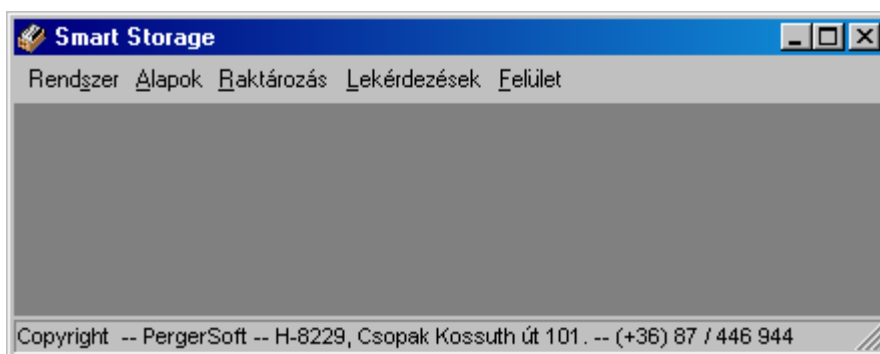 Smart Storage
Rendszer Alapok Raktározás Lekérdezések Felület
Copyright -- PergerSoft -- H-8229, Csopak Kossuth út 101. -- (+36) 87 / 446 944